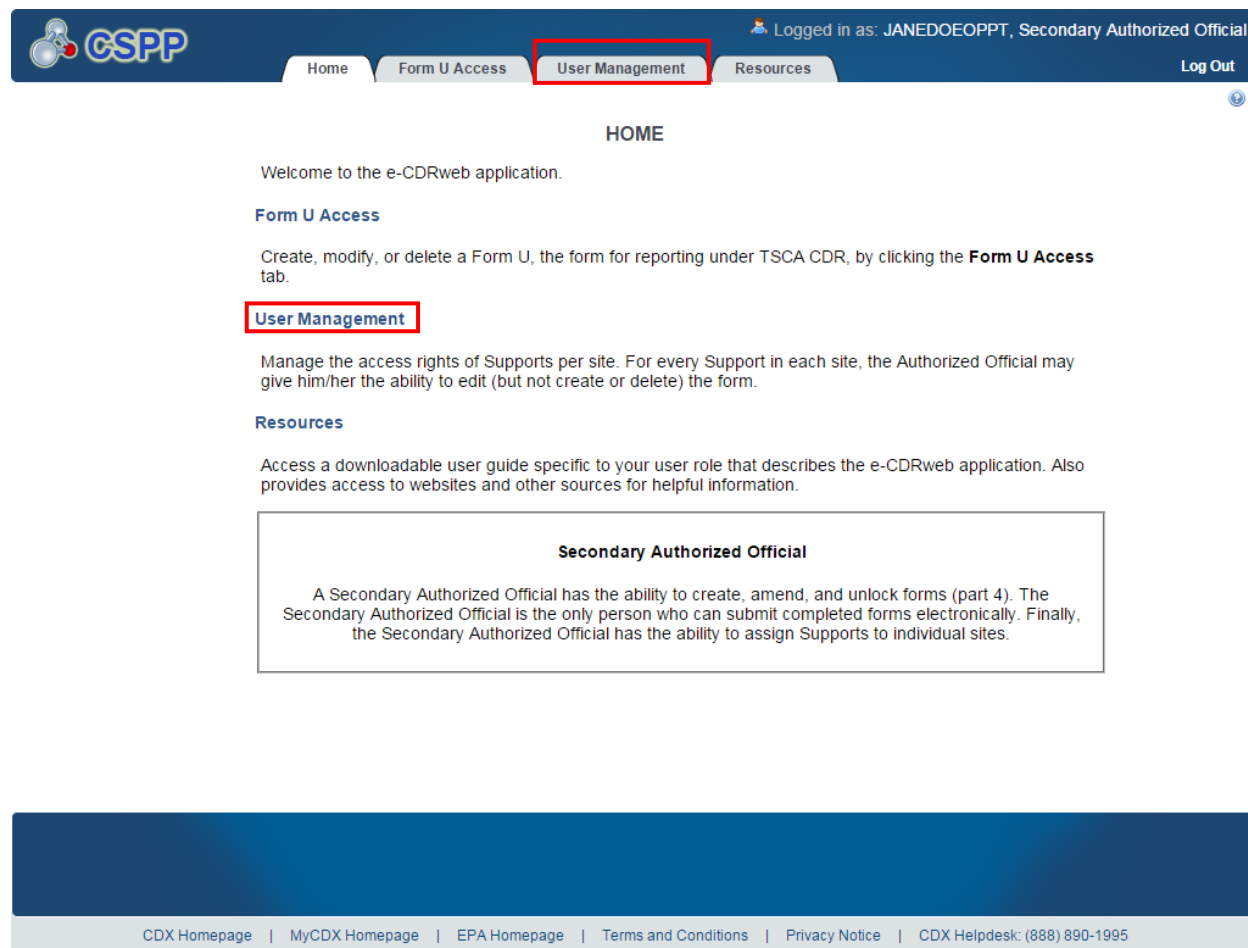 CSPP
Logged in as: JANEDOEOPPT, Secondary Authorized Official
Home
Form U Access
User Management
Resources
Log Out
HOME
Welcome to the e-CDRweb application.
Form U Access
Create, modify, or delete a Form U, the form for reporting under TSCA CDR, by clicking the Form U Access
tab.
User Management
Manage the access rights of Supports per site. For every Support in each site, the Authorized Official may
give him/her the ability to edit (but not create or delete) the form.
Resources
Access a downloadable user guide specific to your user role that describes the e-CDRweb application. Also
provides access to websites and other sources for helpful information.
Secondary Authorized Official
A Secondary Authorized Official has the ability to create, amend, and unlock forms (part 4). The
Secondary Authorized Official is the only person who can submit completed forms electronically. Finally,
the Secondary Authorized Official has the ability to assign Supports to individual sites.
CDX Homepage | MyCDX Homepage | EPA Homepage | Terms and Conditions | Privacy Notice | CDX Helpdesk: (888) 890-1995